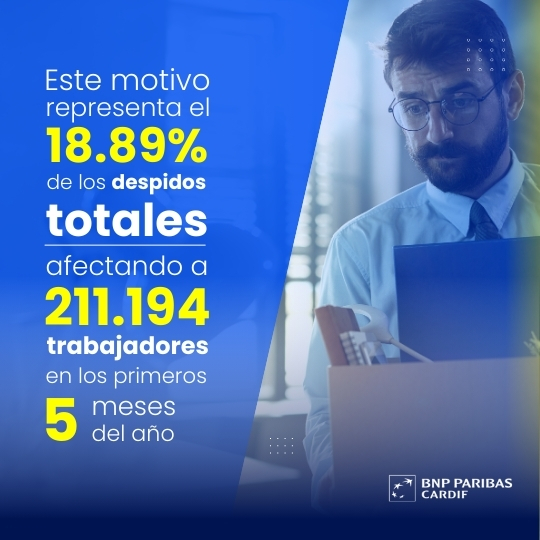 Este motivo
representa el
18.89%
de los despidos
totales
afectando a
211.194
trabajadores
en los primeros
5 meses
del año
BNP PARIBAS
CARDIF